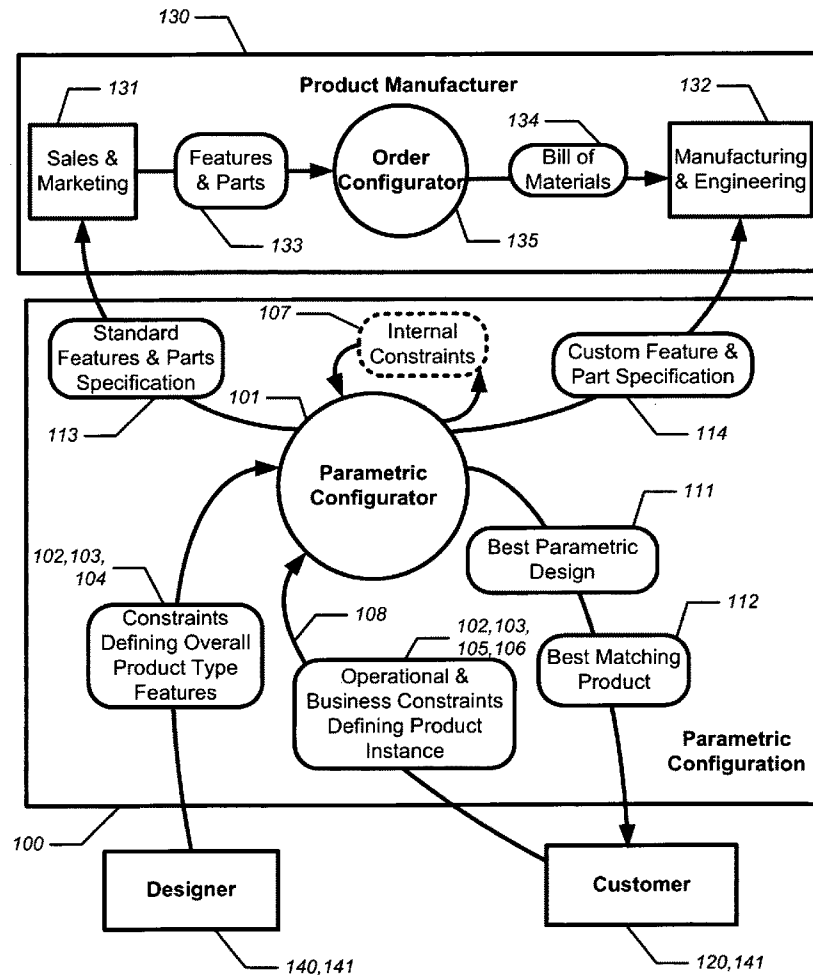 130
Product Manufacturer
131
132
Sales &
Marketing
Features
& Parts
Order
Configurator
134
Bill of
Materials
Manufacturing
& Engineering
133
135
107
Internal
Constraints
Standard
Features & Parts
Specification
Custom Feature &
Part Specification
113
101
114
Parametric
Configurator
111
Best Parametric
Design
102,103,
104
Constraints
Defining Overall
Product Type
Features
108
102,103,
105,106
Operational &
Business Constraints
Defining Product
Instance
112
Best Matching
Product
Parametric
Configuration
100
Designer
Customer
140,141
120,141